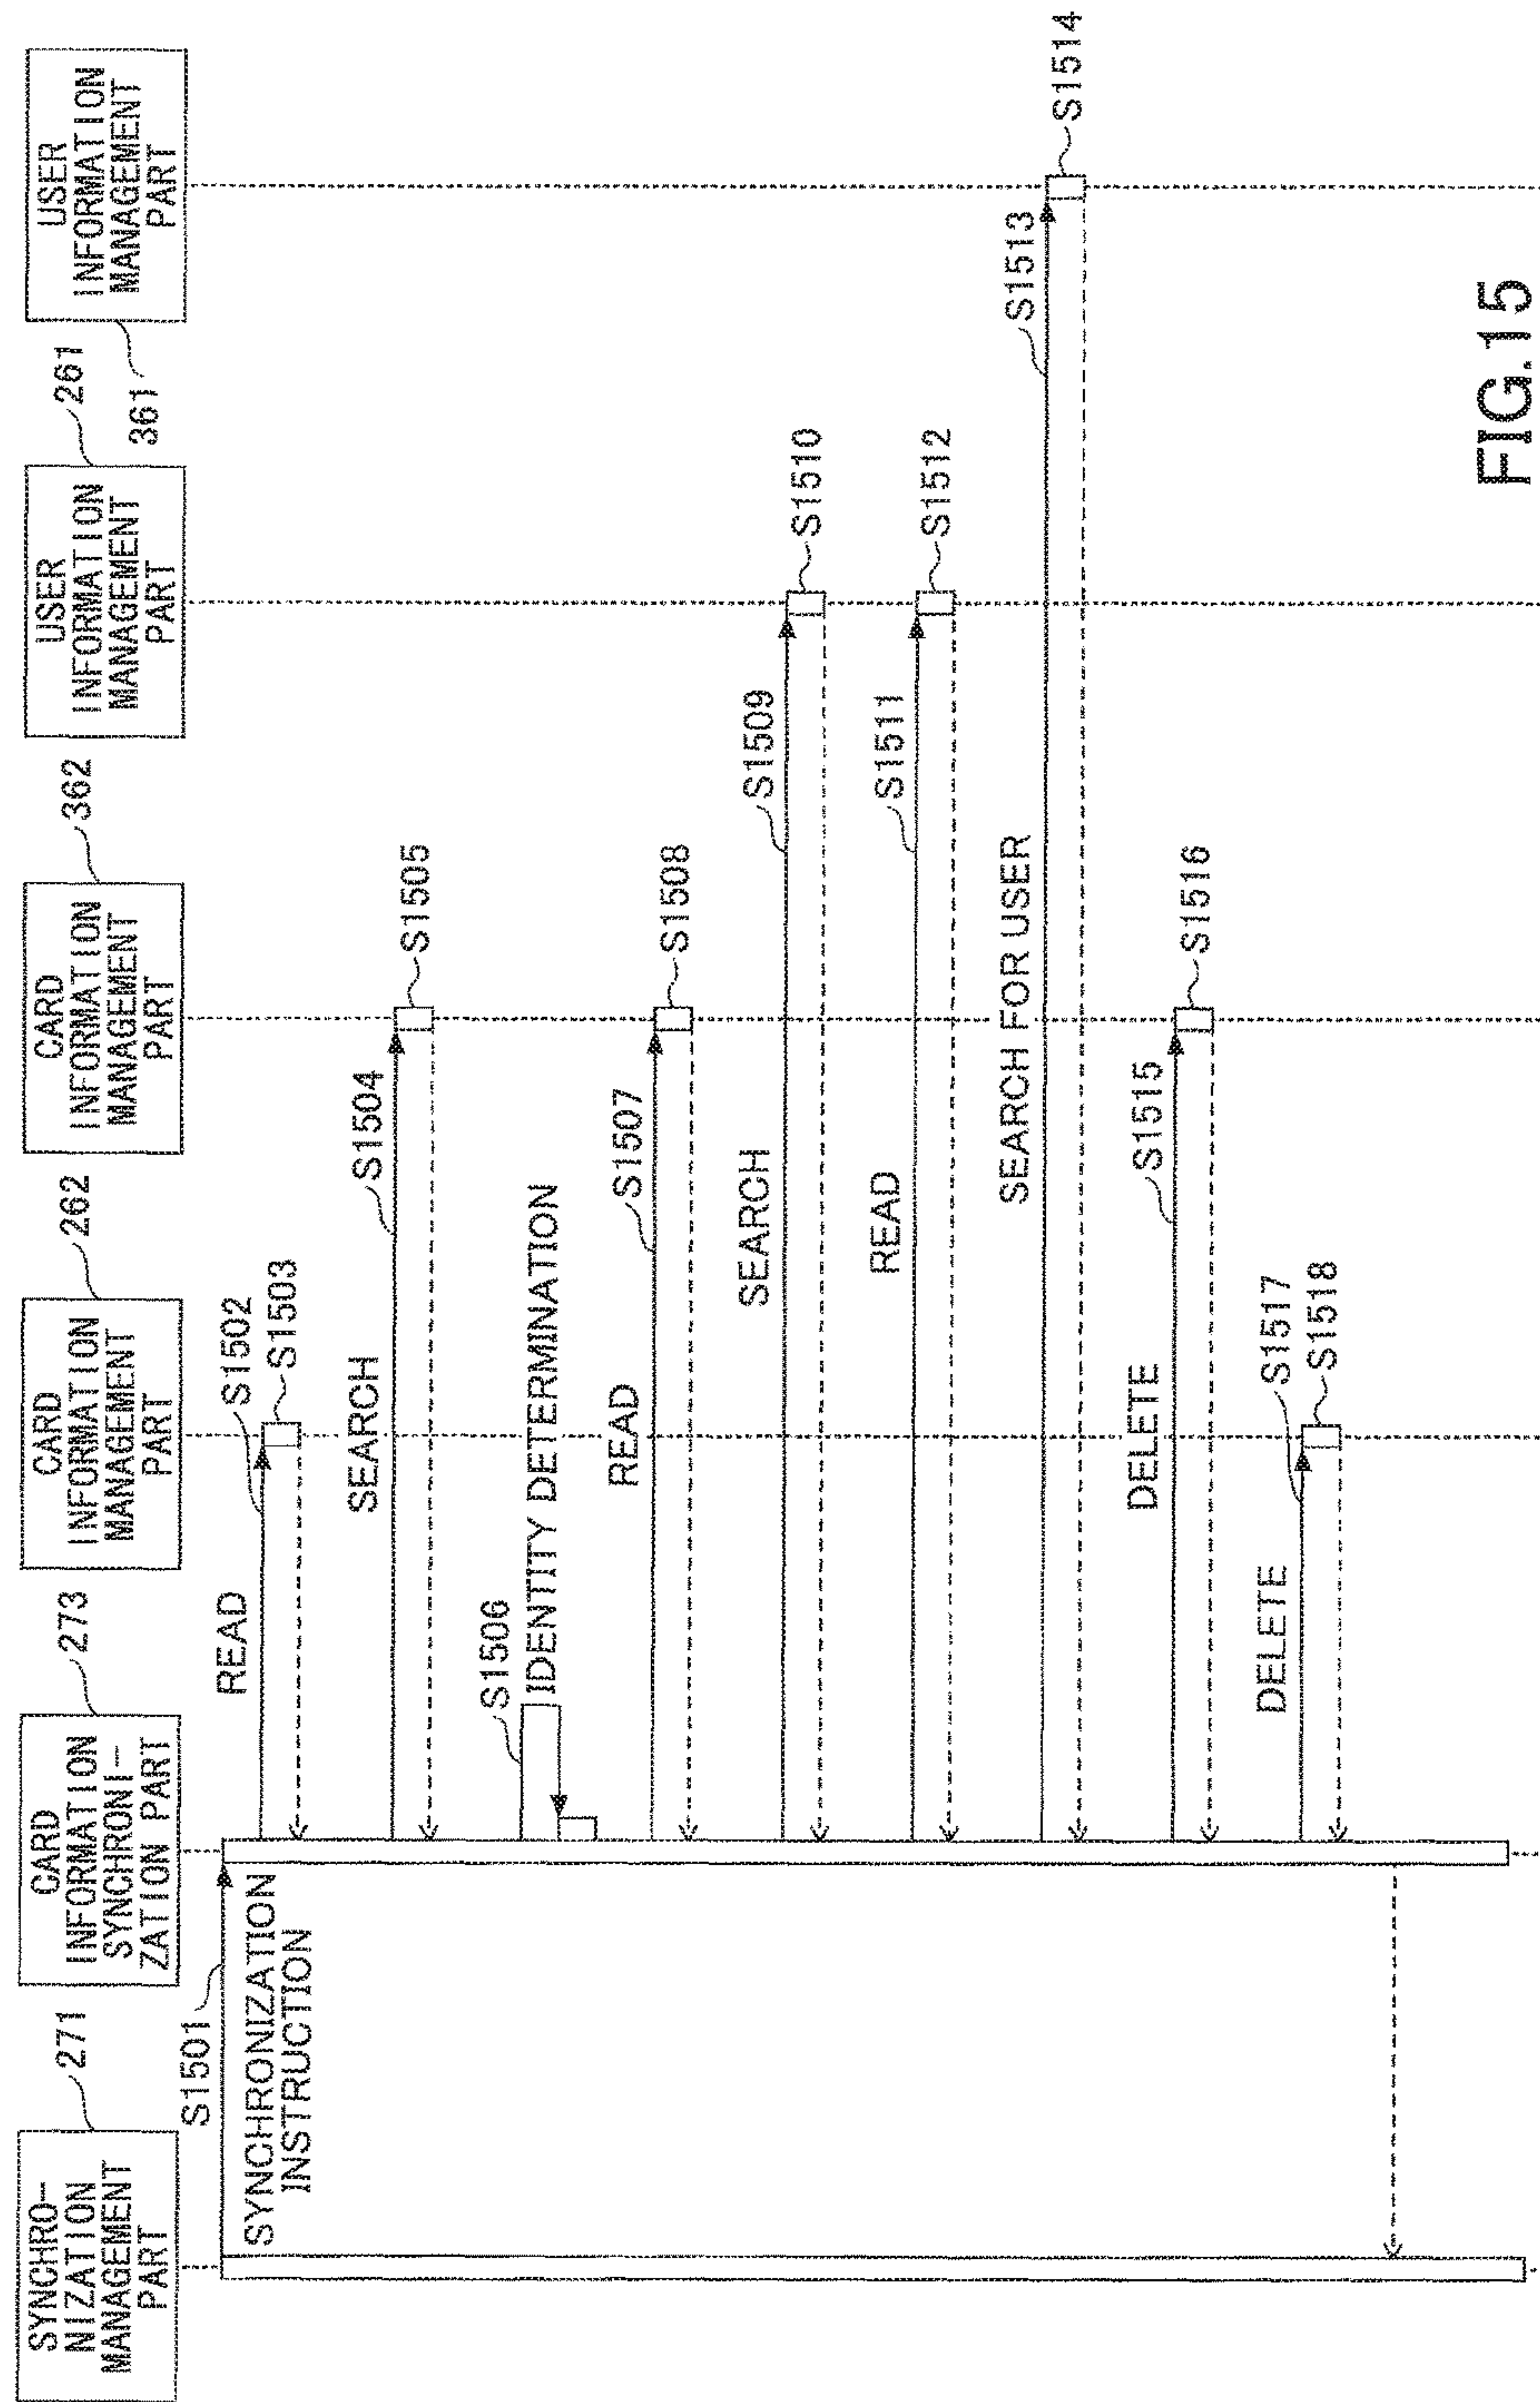 SYNCHRO-
NIZATION
MANAGEMENT
PART
271
CARD
INFORMATION
SYNCHRONI-
ZATION PART
273
CARD
INFORMATION
MANAGEMENT
PART
262
CARD
INFORMATION
MANAGEMENT
PART
362
USER
INFORMATION
MANAGEMENT
PART
261
USER
INFORMATION
MANAGEMENT
PART
361
S1501
SYNCHRONIZATION
INSTRUCTION
READ
S1502
S1503
SEARCH
S1504
S1505
S1506
IDENTITY DETERMINATION
READ
S1507
S1508
SEARCH
S1509
S1510
READ
S1511
S1512
SEARCH FOR USER
S1513
S1514
DELETE
S1515
S1516
DELETE
S1517
S1518
FIG.15